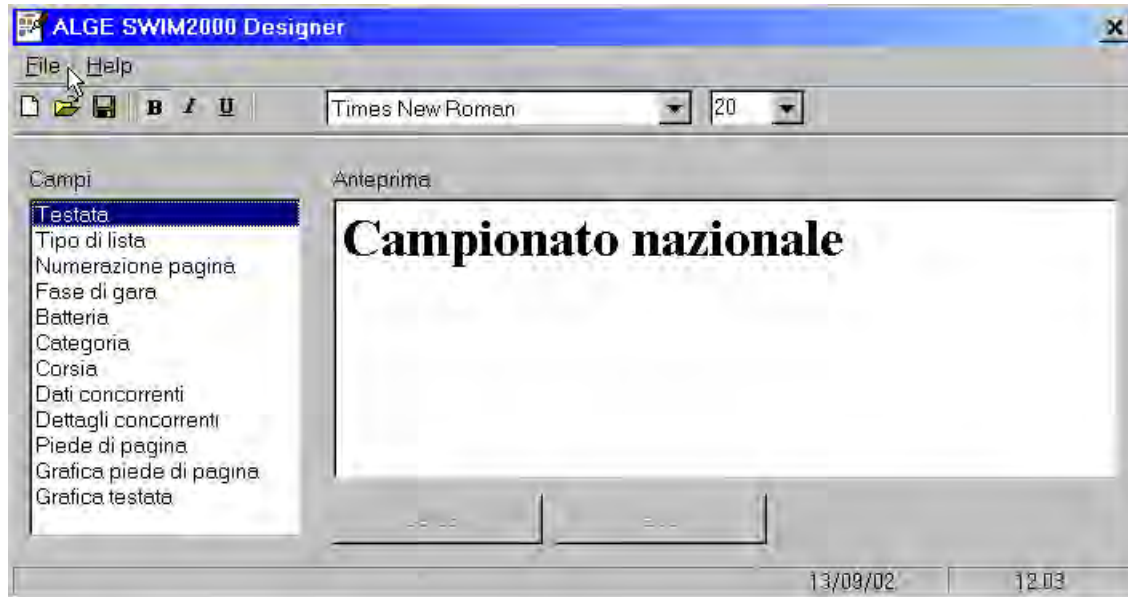 ALGE SWIM2000 Designer
File Help
B I U Times New Roman 20
Campi
Testata
Tipo di lista
Numerazione pagina
Fase di gara
Batteria
Categoria
Corsia
Dati concorrenti
Dettagli concorrenti
Piede di pagina
Grafica piede di pagina
Grafica testata
Anteprima
Campionato nazionale
13/09/02 12.03